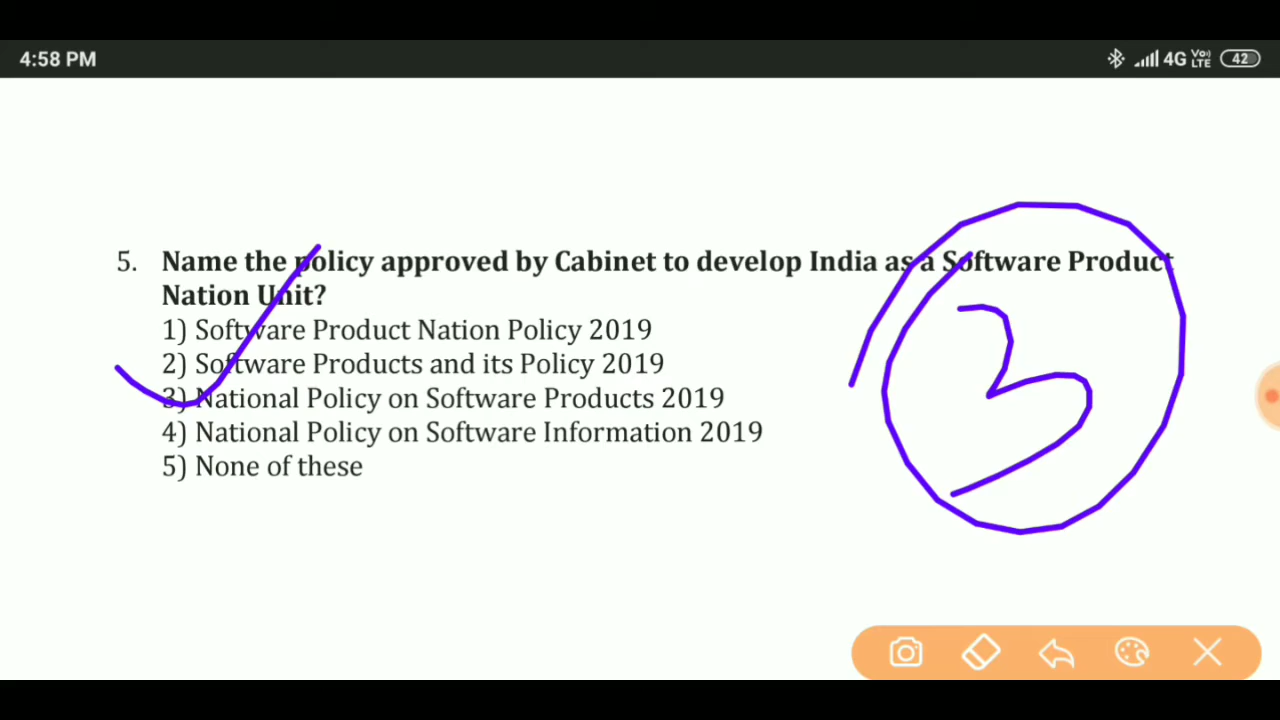 4:58 PM
4G Vo) LTE 42
5. Name the policy approved by Cabinet to develop India as a Software Product
Nation Unit?
1) Software Product Nation Policy 2019
2) Software Products and its Policy 2019
3) National Policy on Software Products 2019
4) National Policy on Software Information 2019
5) None of these
3